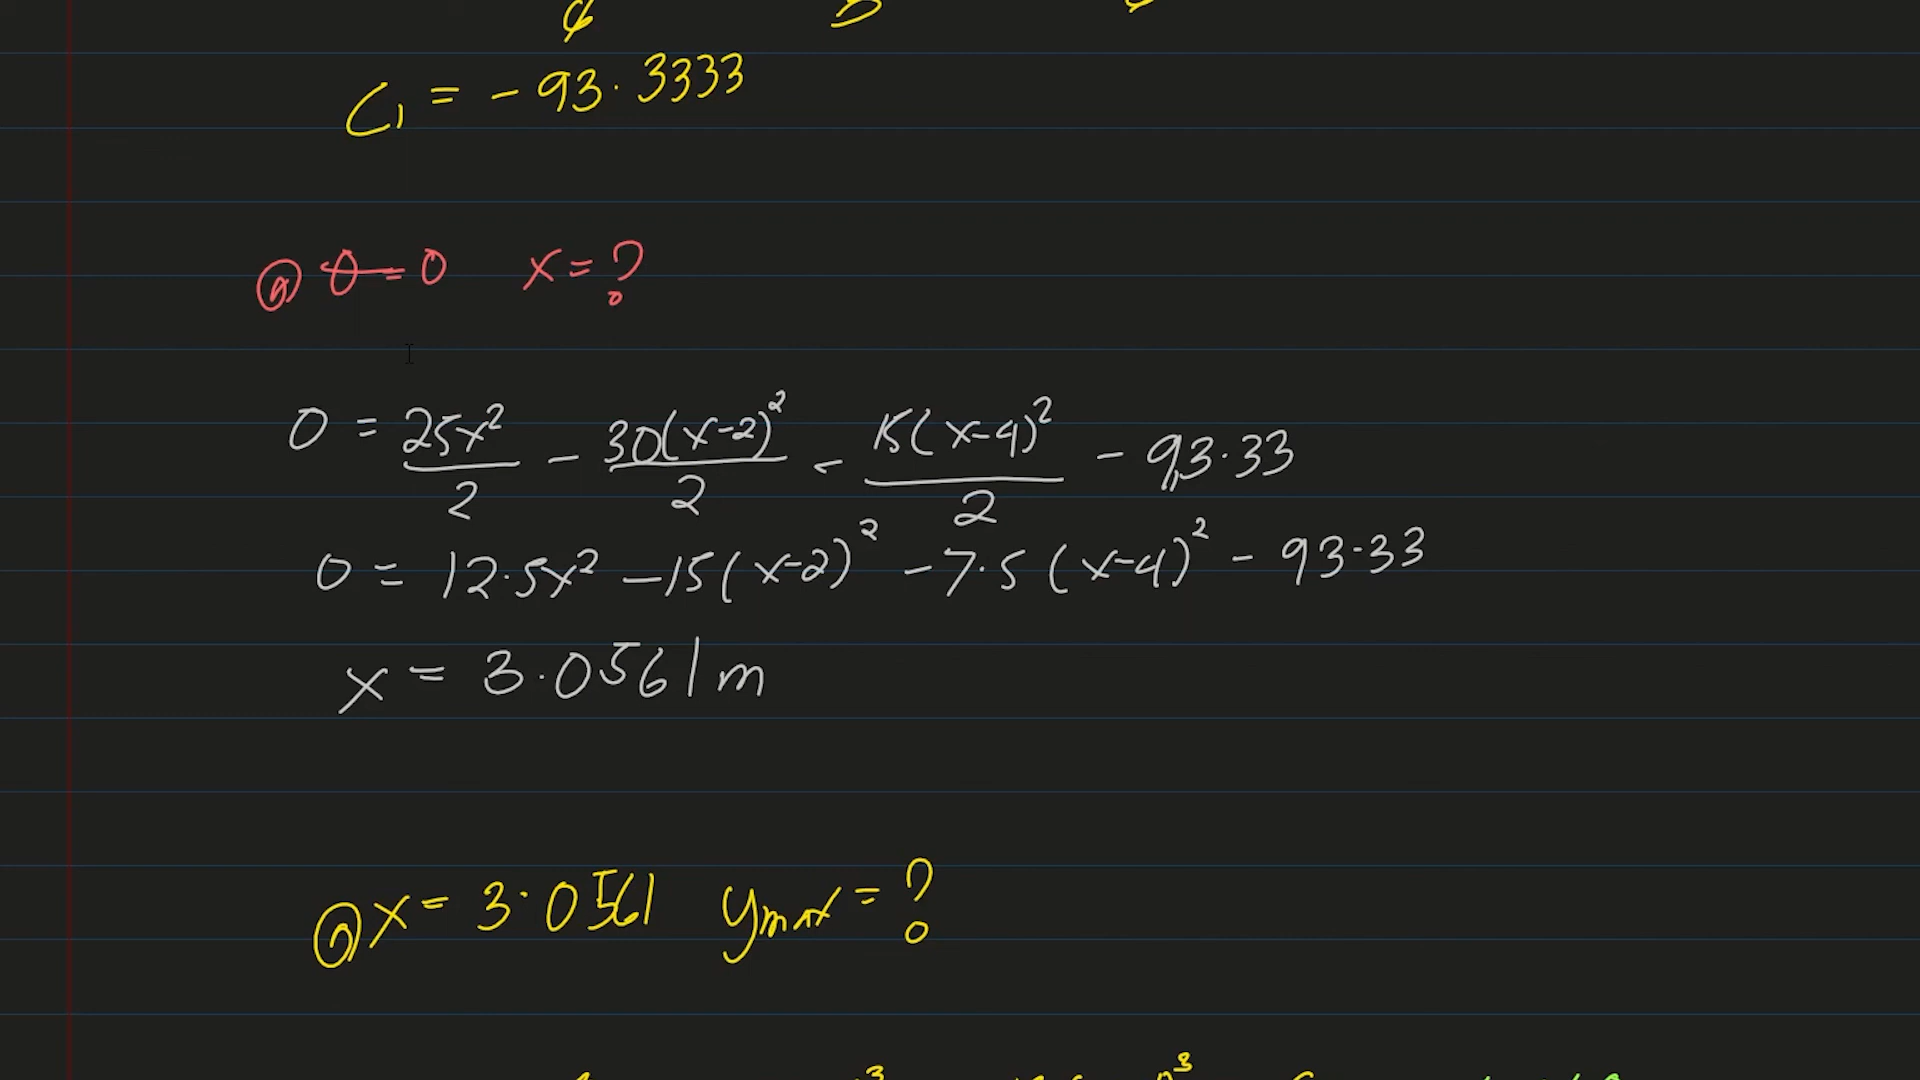 C₁ = - 93.3333
@ θ = 0 x = ?
0 = 25x²/2 - 30(x-2)²/2 - 15(x-4)²/2 - 93.33
0 = 12.5x² - 15(x-2)² - 7.5(x-4)² - 93.33
x = 3.0561 m
@ x = 3.0561 ymax = ?